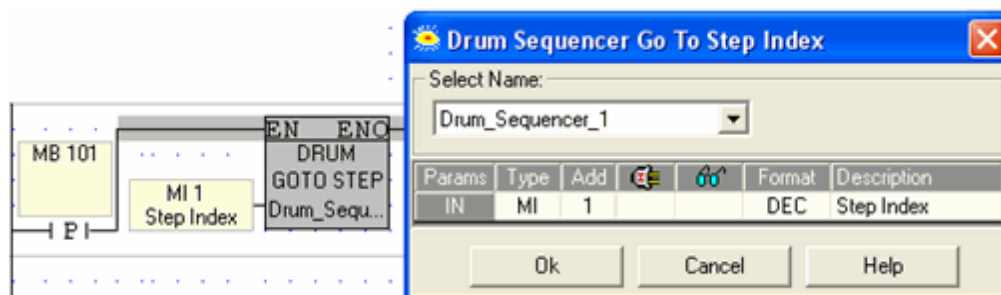 Drum Sequencer Go To Step Index
Select Name:
Drum_Sequencer_1
MB 101
P
MI 1
Step Index
EN ENO
DRUM
GOTO STEP
Drum_Sequ...
Params Type Add Format Description
IN MI 1 DEC Step Index
Ok Cancel Help